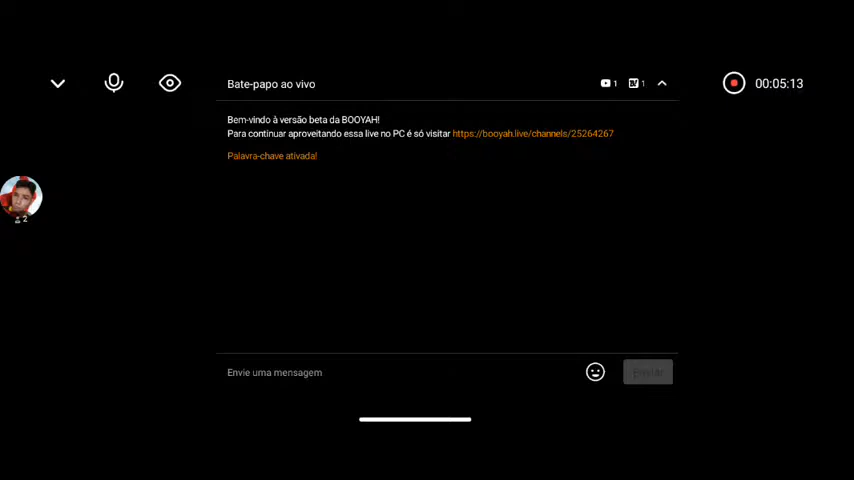 Bate-papo ao vivo
1
1
00:05:13
Bem-vindo à versão beta da BOOYAH!
Para continuar aproveitando essa live no PC é só visitar https://booyah.live/channels/25264267
Palavra-chave ativada!
2
Envie uma mensagem
Enviar